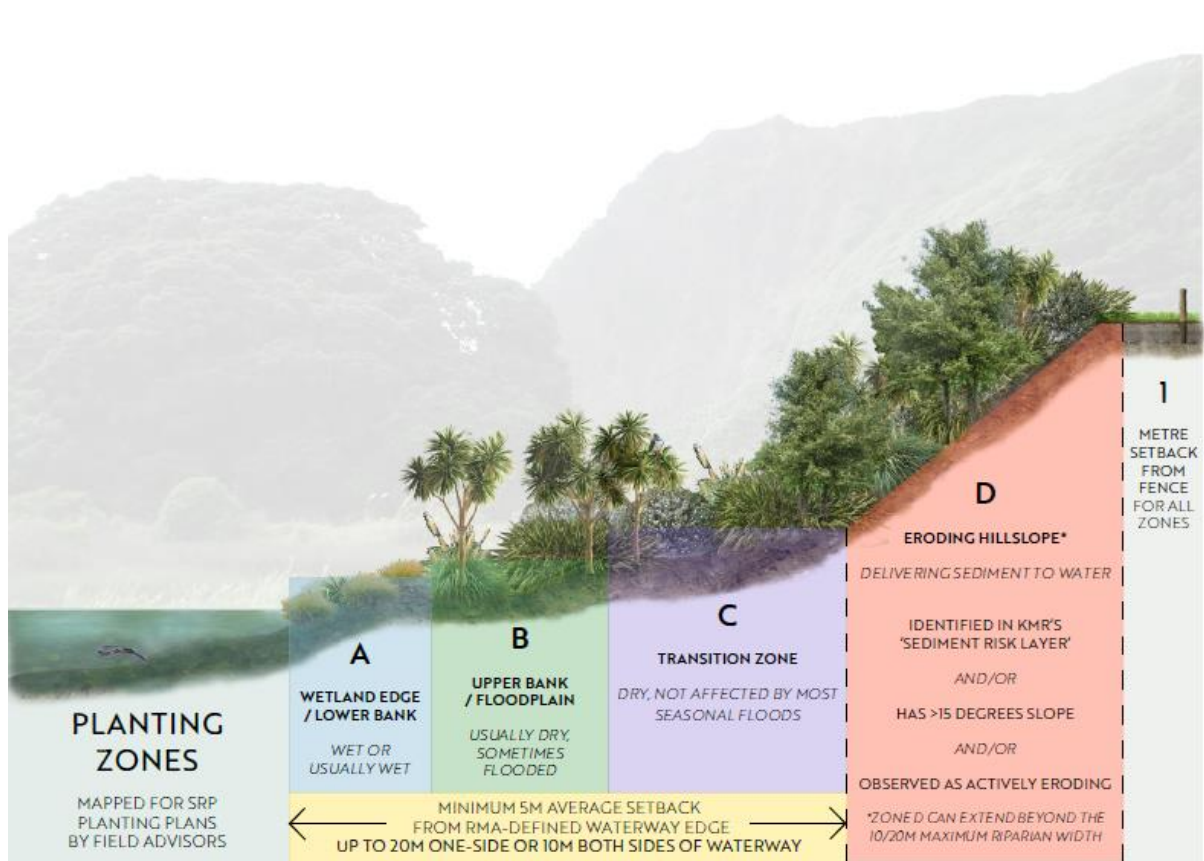 PLANTING
ZONES
MAPPED FOR SRP
PLANTING PLANS
BY FIELD ADVISORS
A
WETLAND EDGE
/ LOWER BANK
WET OR
USUALLY WET
B
UPPER BANK
/ FLOODPLAIN
USUALLY DRY,
SOMETIMES
FLOODED
C
TRANSITION ZONE
DRY, NOT AFFECTED BY MOST
SEASONAL FLOODS
MINIMUM 5M AVERAGE SETBACK
FROM RMA-DEFINED WATERWAY EDGE
UP TO 20M ONE-SIDE OR 10M BOTH SIDES OF WATERWAY
D
ERODING HILLSLOPE*
DELIVERING SEDIMENT TO WATER
IDENTIFIED IN KMR'S
'SEDIMENT RISK LAYER'
AND/OR
HAS >15 DEGREES SLOPE
AND/OR
OBSERVED AS ACTIVELY ERODING
*ZONE D CAN EXTEND BEYOND THE
10/20M MAXIMUM RIPARIAN WIDTH
1
METRE
SETBACK
FROM
FENCE
FOR ALL
ZONES